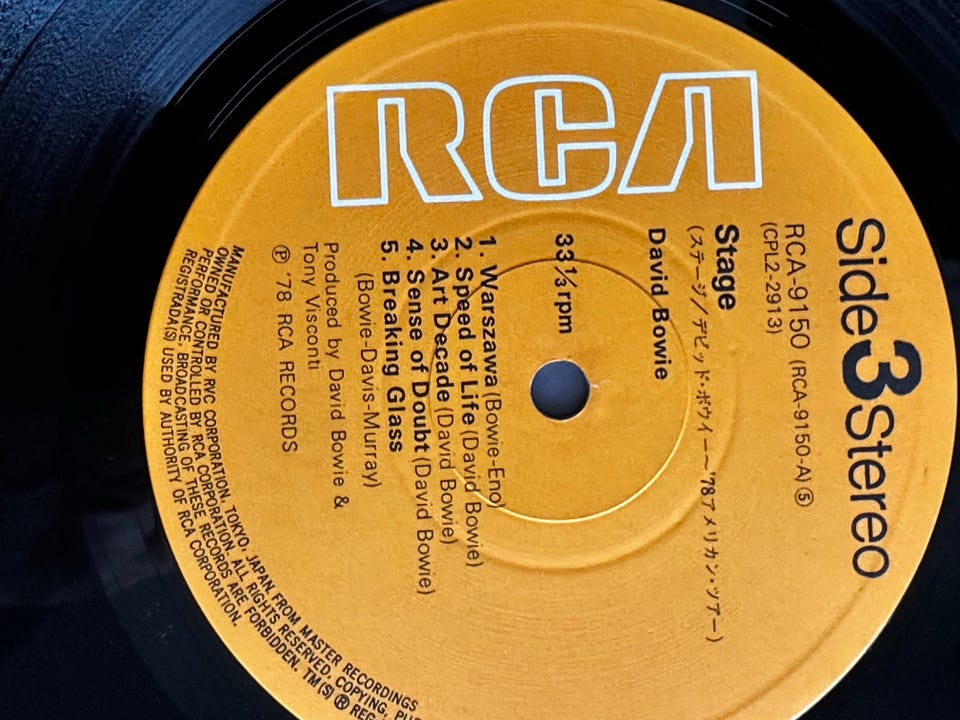 RCA
Side 3 Stereo
RCA-9150 (RCA-9150-A) ⑤
(CPL2-2913)
Stage
(ステージ/デビッド・ボウイー〜'78アメリカン・ツアー)
David Bowie
33⅓rpm
1. Warszawa (Bowie-Eno)
2. Speed of Life (David Bowie)
3. Art Decade (David Bowie)
4. Sense of Doubt (David Bowie)
5. Breaking Glass
(Bowie-Davis-Murray)
Produced by David Bowie &
Tony Visconti
Ⓟ '78 RCA RECORDS
MANUFACTURED BY RVC CORPORATION, TOKYO, JAPAN FROM MASTER RECORDINGS
OWNED OR CONTROLLED BY RCA CORPORATION. ALL RIGHTS RESERVED. COPYING,
PERFORMANCE, BROADCASTING OF THESE RECORDS ARE FORBIDDEN. TM(S) ®
REGISTRADA(S) USED BY AUTHORITY OF RCA CORPORATION.